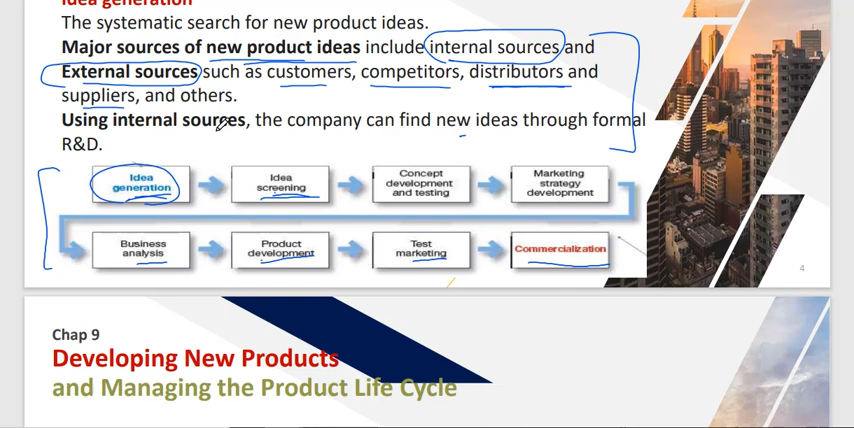 Idea generation
The systematic search for new product ideas.
Major sources of new product ideas include internal sources and
External sources such as customers, competitors, distributors and
suppliers, and others.
Using internal sources, the company can find new ideas through formal
R&D.
Idea
generation
Idea
screening
Concept
development
and testing
Marketing
strategy
development
Business
analysis
Product
development
Test
marketing
Commercialization
4
Chap 9
Developing New Products
and Managing the Product Life Cycle